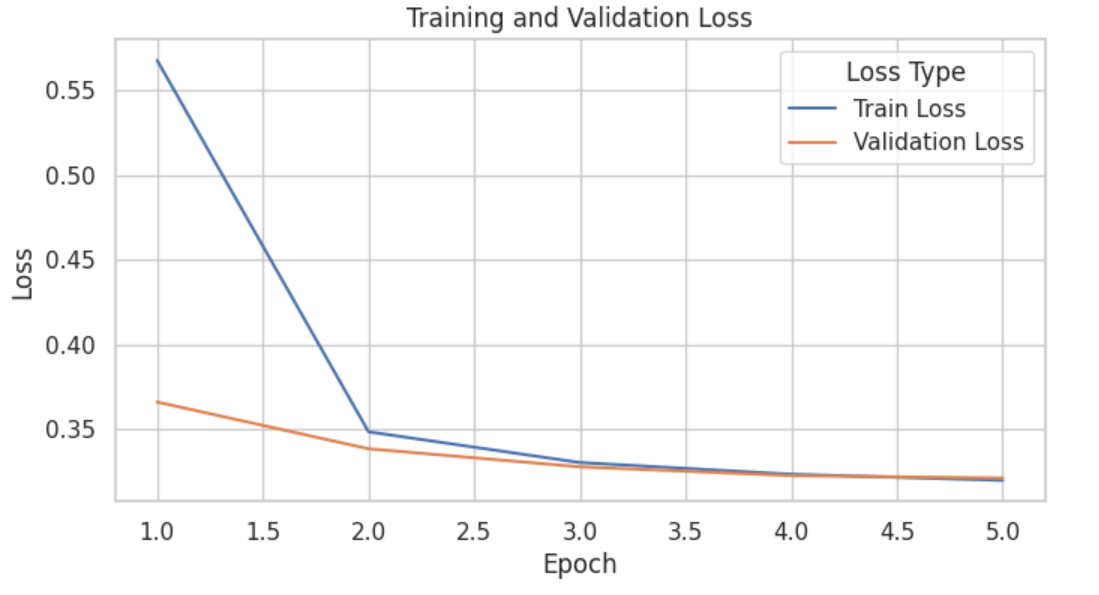 Training and Validation Loss
Loss Type
Train Loss
Validation Loss
Loss
0.55
0.50
0.45
0.40
0.35
1.0 1.5 2.0 2.5 3.0 3.5 4.0 4.5 5.0
Epoch